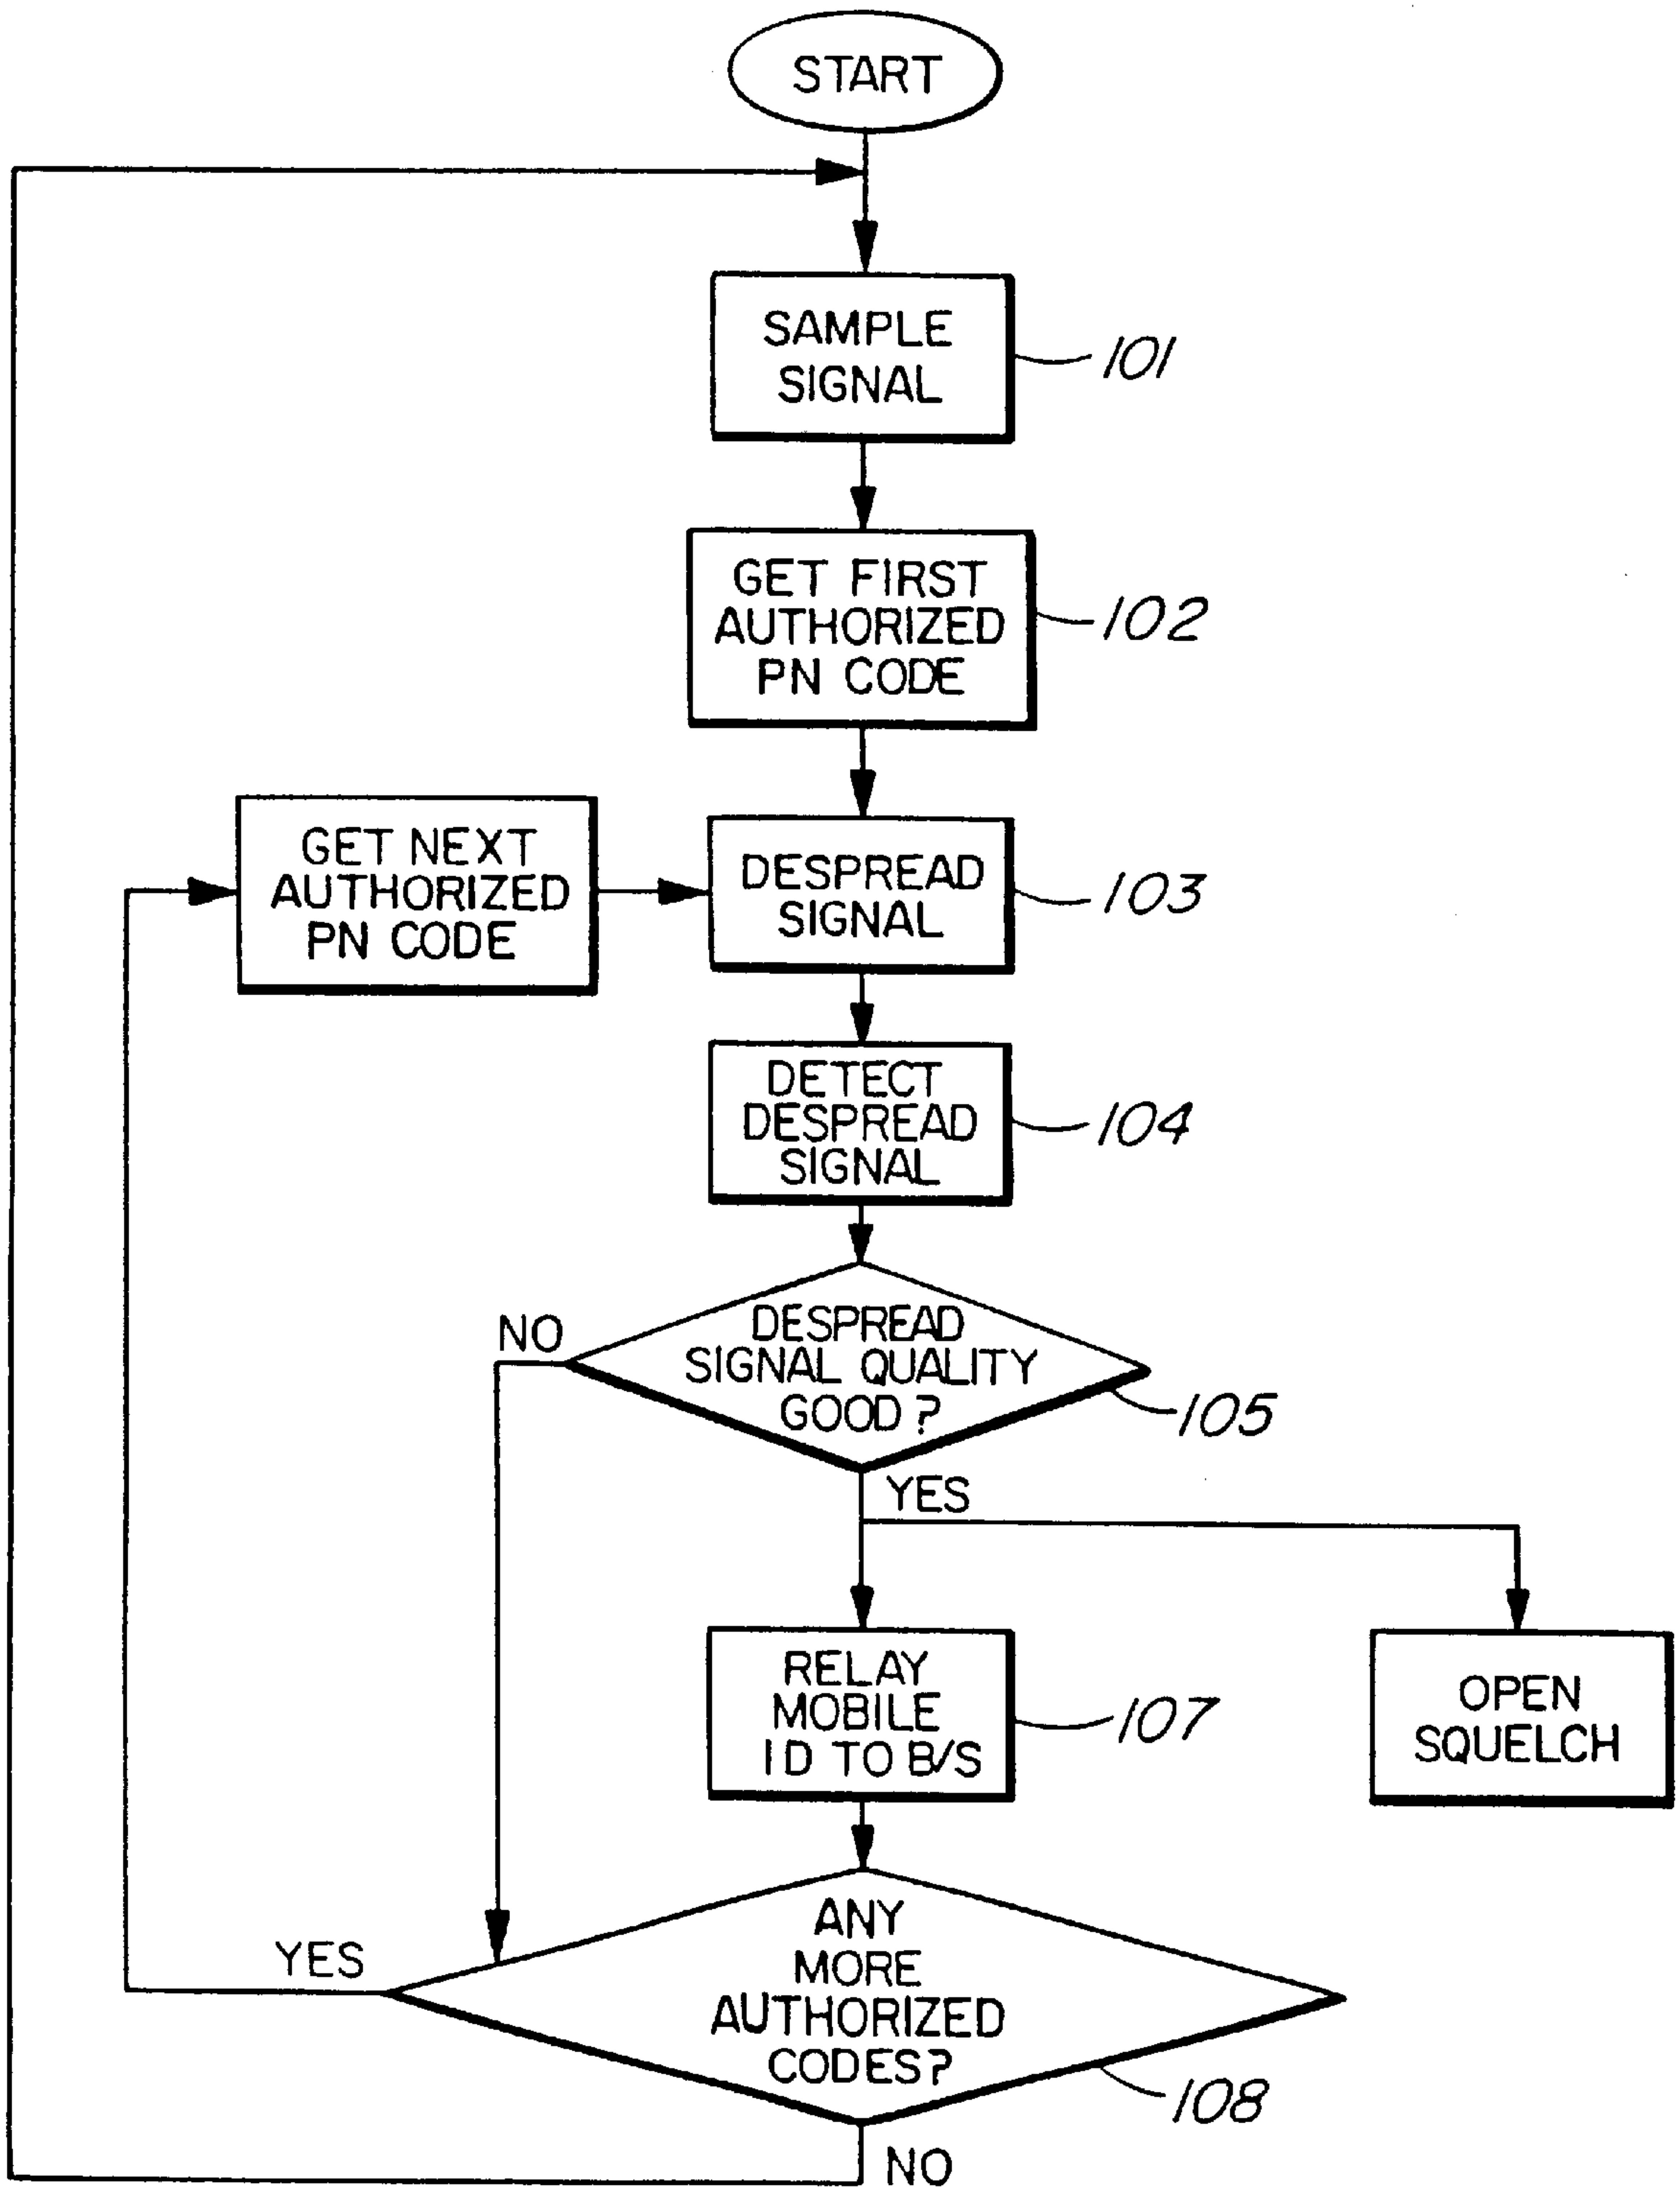 START
SAMPLE
SIGNAL
101
GET FIRST
AUTHORIZED
PN CODE
102
GET NEXT
AUTHORIZED
PN CODE
DESPREAD
SIGNAL
103
DETECT
DESPREAD
SIGNAL
104
NO
DESPREAD
SIGNAL QUALITY
GOOD?
105
YES
RELAY
MOBILE
ID TO B/S
107
OPEN
SQUELCH
YES
ANY
MORE
AUTHORIZED
CODES?
108
NO